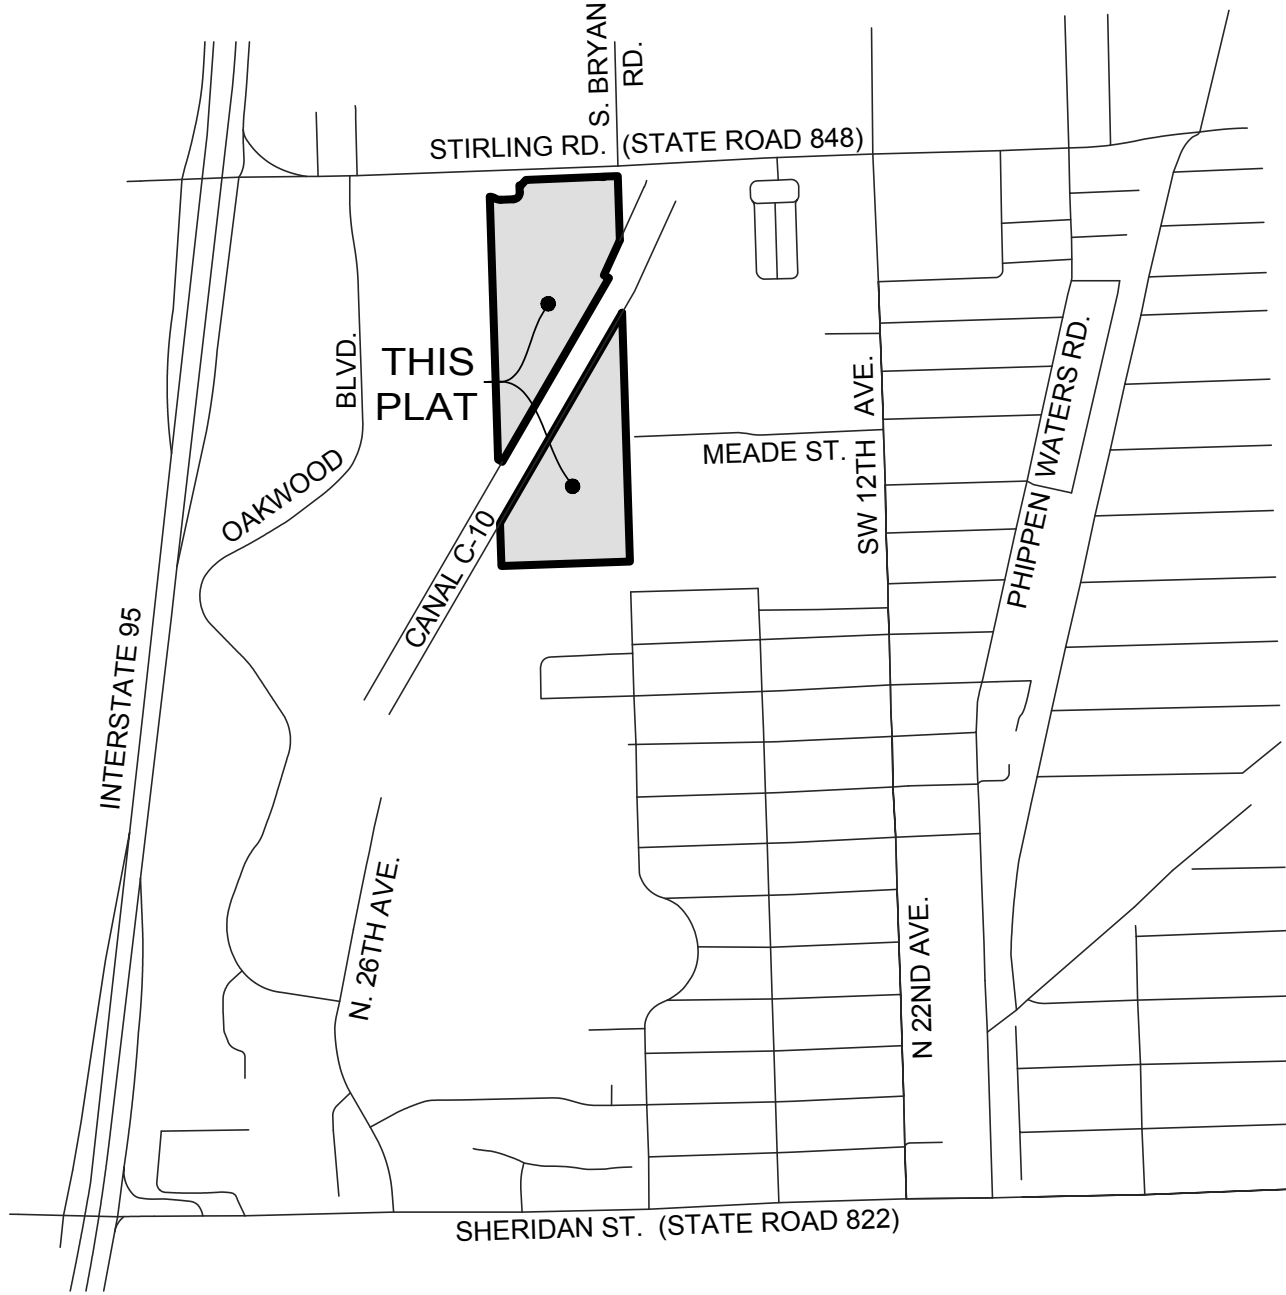 S. BRYAN
RD.
STIRLING RD. (STATE ROAD 848)
BLVD.
THIS
PLAT
OAKWOOD
MEADE ST.
AVE.
SW 12TH
PHIPPEN WATERS RD.
CANAL C-10
INTERSTATE 95
N. 26TH AVE.
N 22ND AVE.
SHERIDAN ST. (STATE ROAD 822)